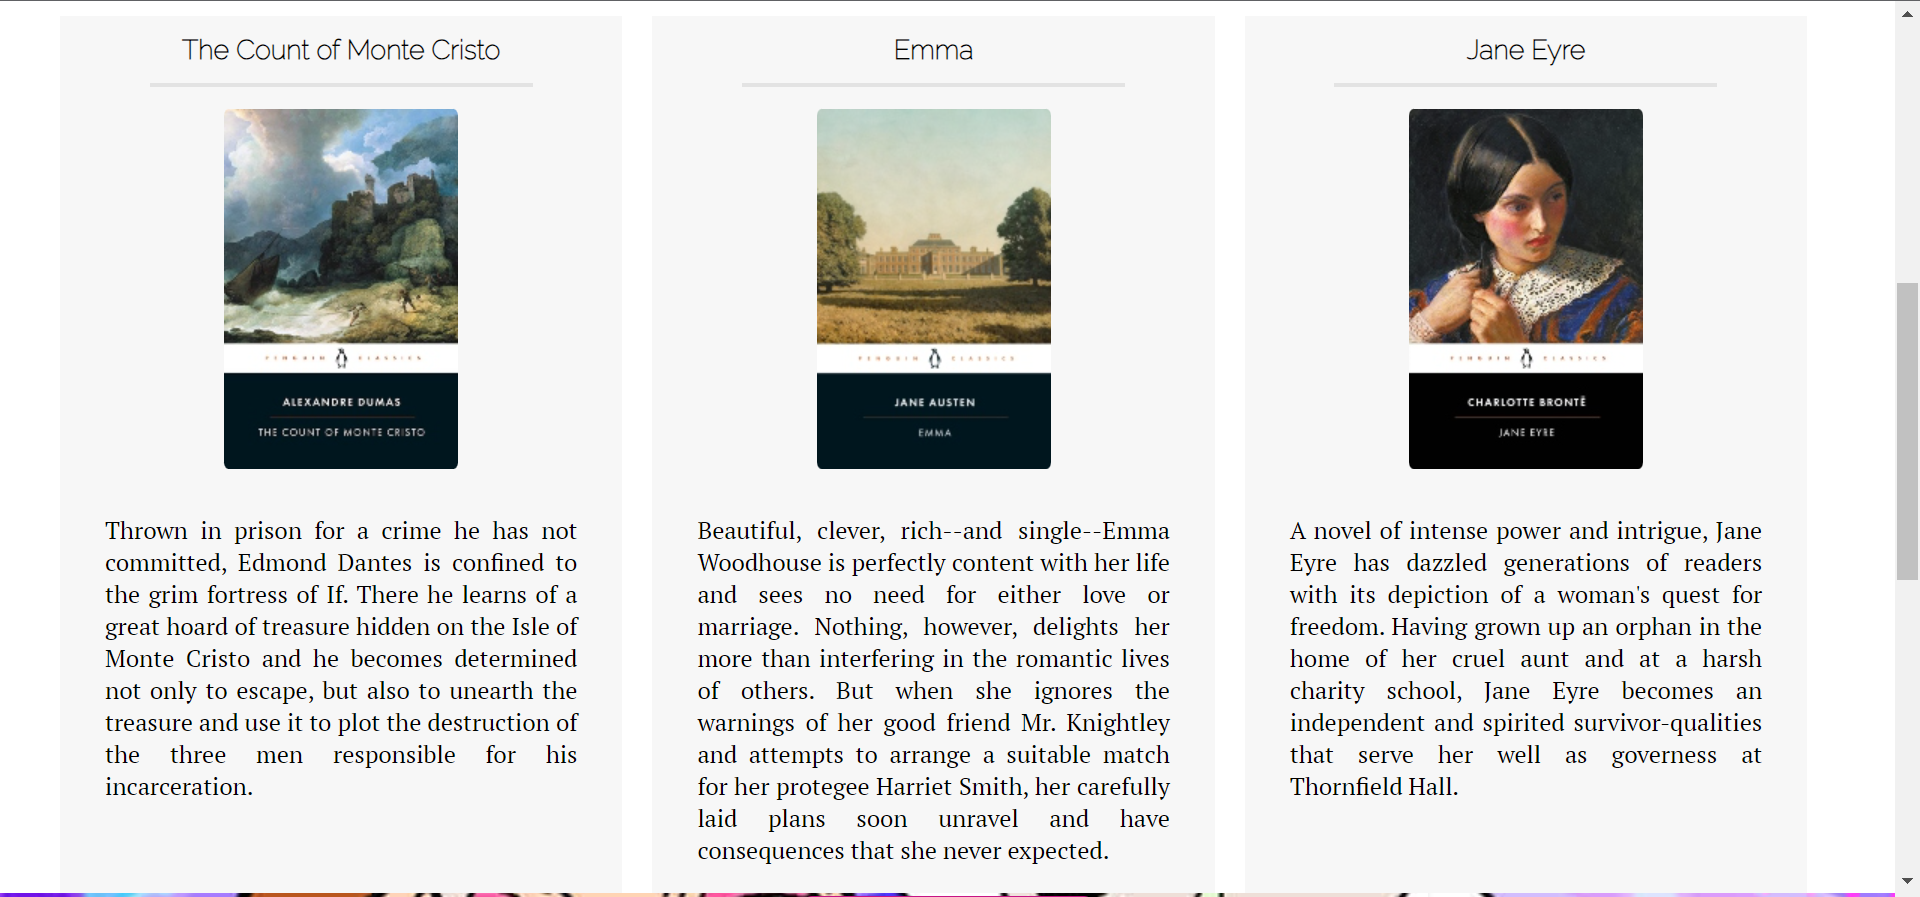 The Count of Monte Cristo
PENGUIN CLASSICS
ALEXANDRE DUMAS
THE COUNT OF MONTE CRISTO
Thrown in prison for a crime he has not
committed, Edmond Dantes is confined to
the grim fortress of If. There he learns of a
great hoard of treasure hidden on the Isle of
Monte Cristo and he becomes determined
not only to escape, but also to unearth the
treasure and use it to plot the destruction of
the three men responsible for his
incarceration.
Emma
PENGUIN CLASSICS
JANE AUSTEN
EMMA
Beautiful, clever, rich--and single--Emma
Woodhouse is perfectly content with her life
and sees no need for either love or
marriage. Nothing, however, delights her
more than interfering in the romantic lives
of others. But when she ignores the
warnings of her good friend Mr. Knightley
and attempts to arrange a suitable match
for her protegee Harriet Smith, her carefully
laid plans soon unravel and have
consequences that she never expected.
Jane Eyre
PENGUIN CLASSICS
CHARLOTTE BRONTË
JANE EYRE
A novel of intense power and intrigue, Jane
Eyre has dazzled generations of readers
with its depiction of a woman's quest for
freedom. Having grown up an orphan in the
home of her cruel aunt and at a harsh
charity school, Jane Eyre becomes an
independent and spirited survivor-qualities
that serve her well as governess at
Thornfield Hall.